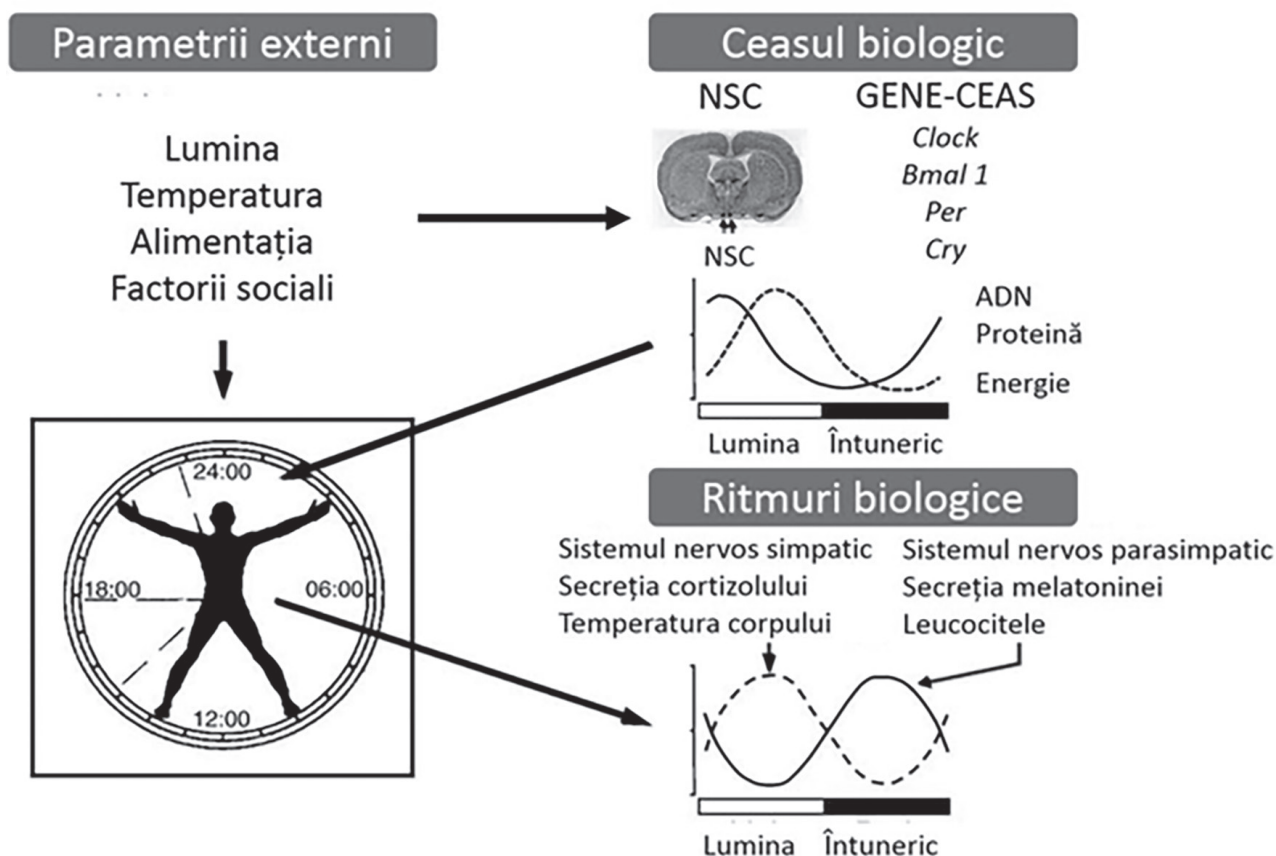 Parametrii externi
Lumina
Temperatura
Alimentația
Factorii sociali
24:00
18:00
06:00
12:00
Ceasul biologic
NSC
GENE-CEAS
Clock
Bmal 1
Per
Cry
NSC
ADN
Proteină
Energie
Lumina
Întuneric
Ritmuri biologice
Sistemul nervos simpatic
Secreția cortizolului
Temperatura corpului
Sistemul nervos parasimpatic
Secreția melatoninei
Leucocitele
Lumina
Întuneric